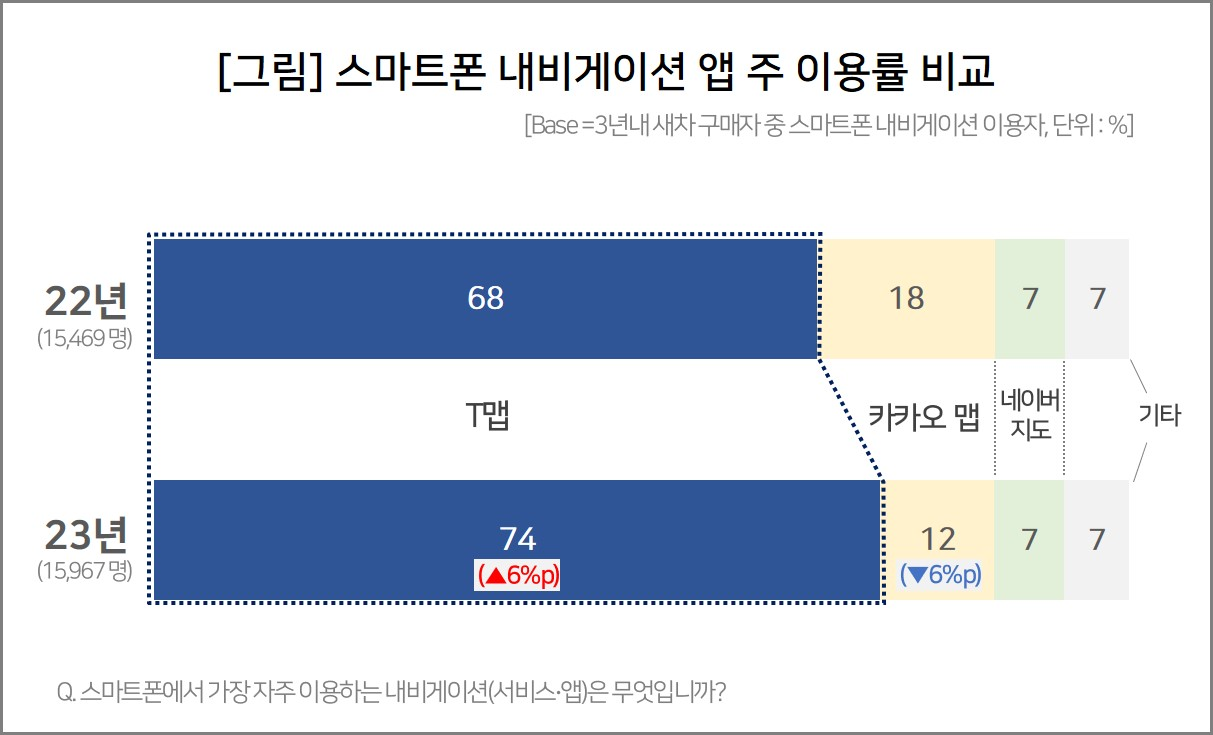 [그림] 스마트폰 내비게이션 앱 주 이용률 비교
[Base =3년내 새차 구매자 중 스마트폰 내비게이션 이용자, 단위 : %]
22년
(15,469 명)
68
18
7
7
T맵
카카오 맵
네이버
지도
기타
23년
(15,967 명)
74
(▲6%p)
12
(▼6%p)
7
7
Q. 스마트폰에서 가장 자주 이용하는 내비게이션(서비스·앱)은 무엇입니까?